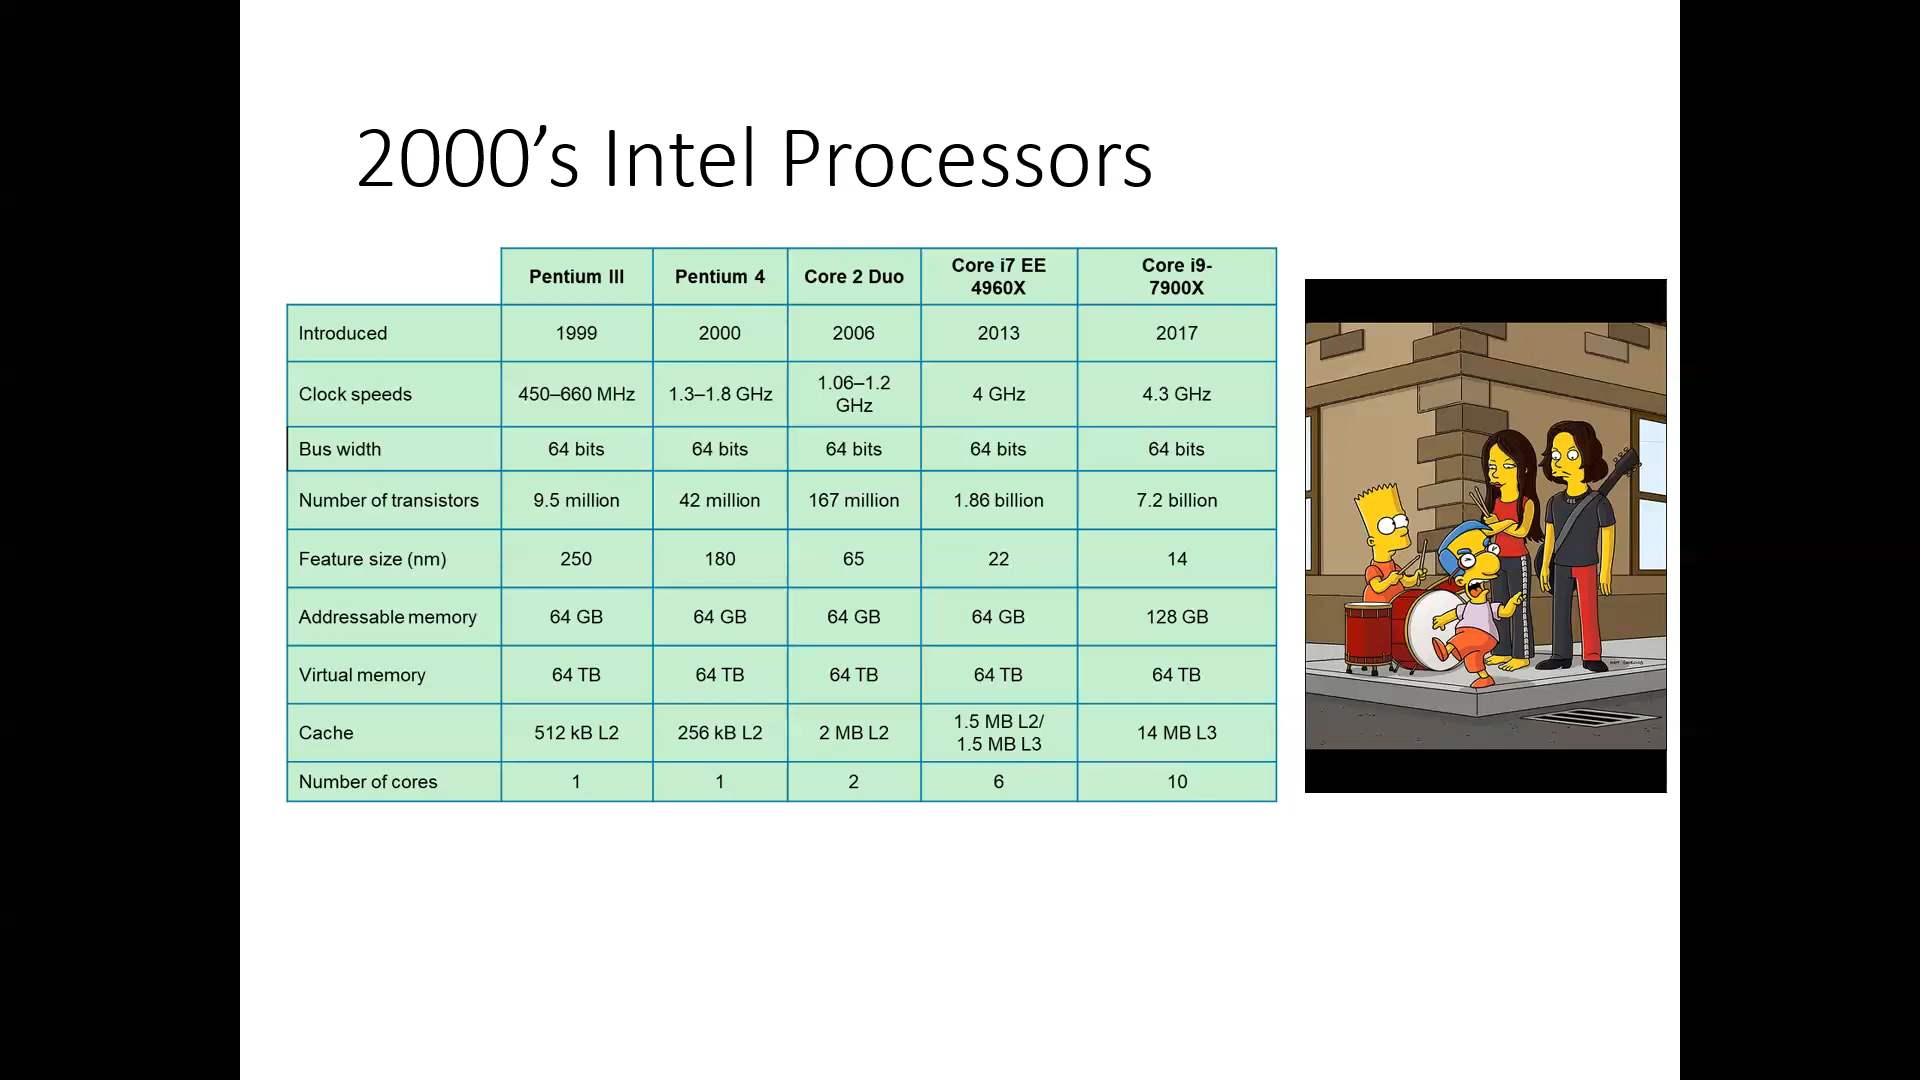 2000’s Intel Processors
Pentium III Pentium 4 Core 2 Duo Core i7 EE 4960X Core i9-7900X
Introduced 1999 2000 2006 2013 2017
Clock speeds 450–660 MHz 1.3–1.8 GHz 1.06–1.2 GHz 4 GHz 4.3 GHz
Bus width 64 bits 64 bits 64 bits 64 bits 64 bits
Number of transistors 9.5 million 42 million 167 million 1.86 billion 7.2 billion
Feature size (nm) 250 180 65 22 14
Addressable memory 64 GB 64 GB 64 GB 64 GB 128 GB
Virtual memory 64 TB 64 TB 64 TB 64 TB 64 TB
Cache 512 kB L2 256 kB L2 2 MB L2 1.5 MB L2/ 1.5 MB L3 14 MB L3
Number of cores 1 1 2 6 10